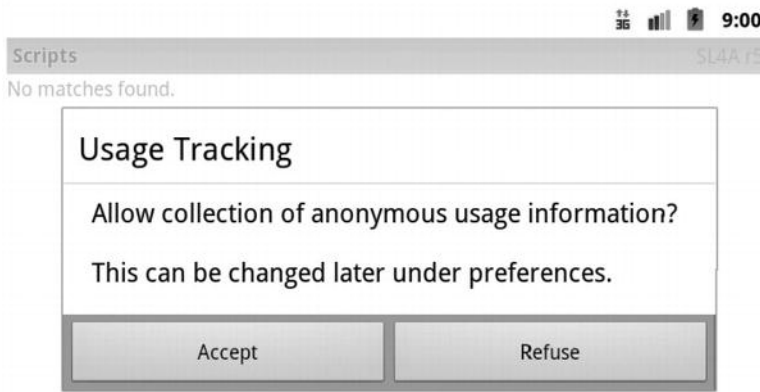 3G 9:00
Scripts SL4A r5
No matches found.
Usage Tracking
Allow collection of anonymous usage information?
This can be changed later under preferences.
Accept Refuse